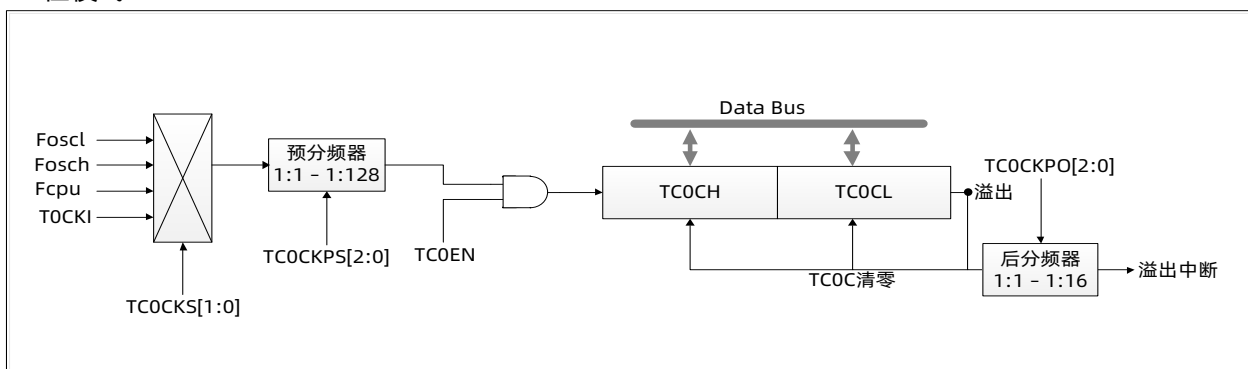 Data Bus
Foscl
Fosch
Fcpu
T0CKI
预分频器
1:1 – 1:128
TC0CH
TC0CL
TC0CKPO[2:0]
溢出
TC0CKPS[2:0]
TC0EN
TC0C清零
后分频器
1:1 – 1:16
溢出中断
TC0CKS[1:0]